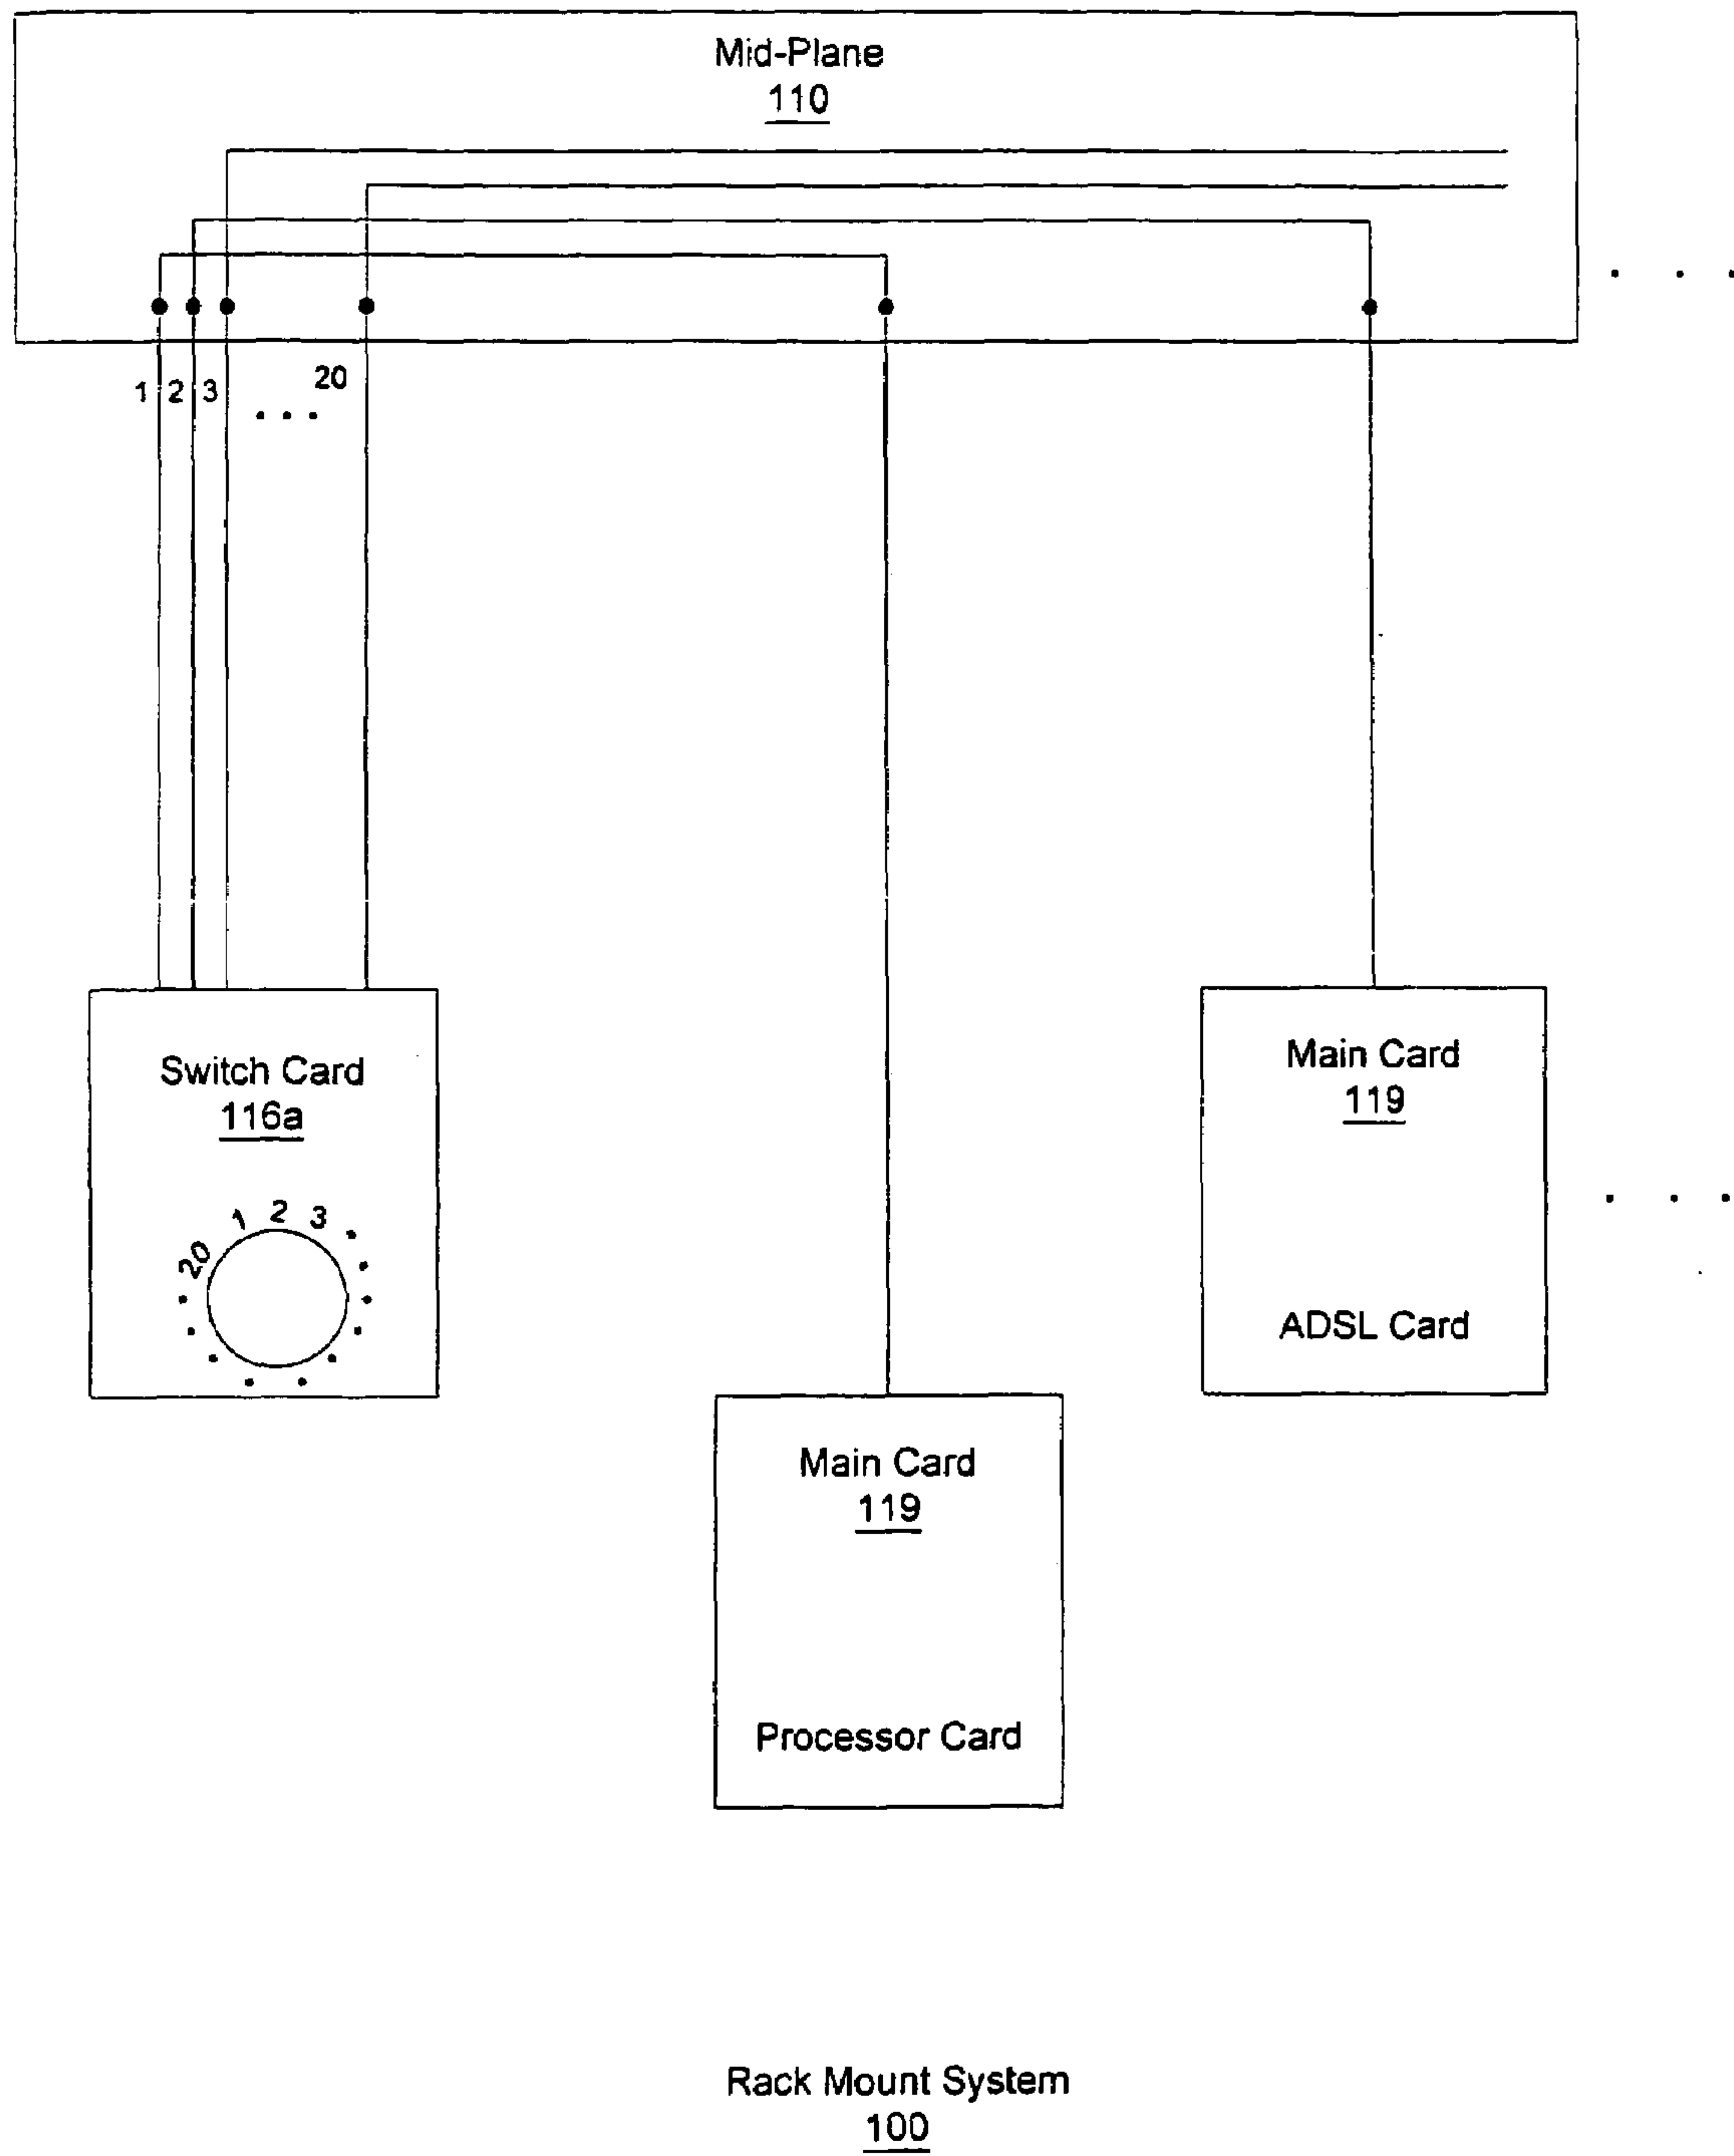 Mid-Plane
110
1 2 3 . . . 20
Switch Card
116a
20 1 2 3
Main Card
119
ADSL Card
Main Card
119
Processor Card
Rack Mount System
100